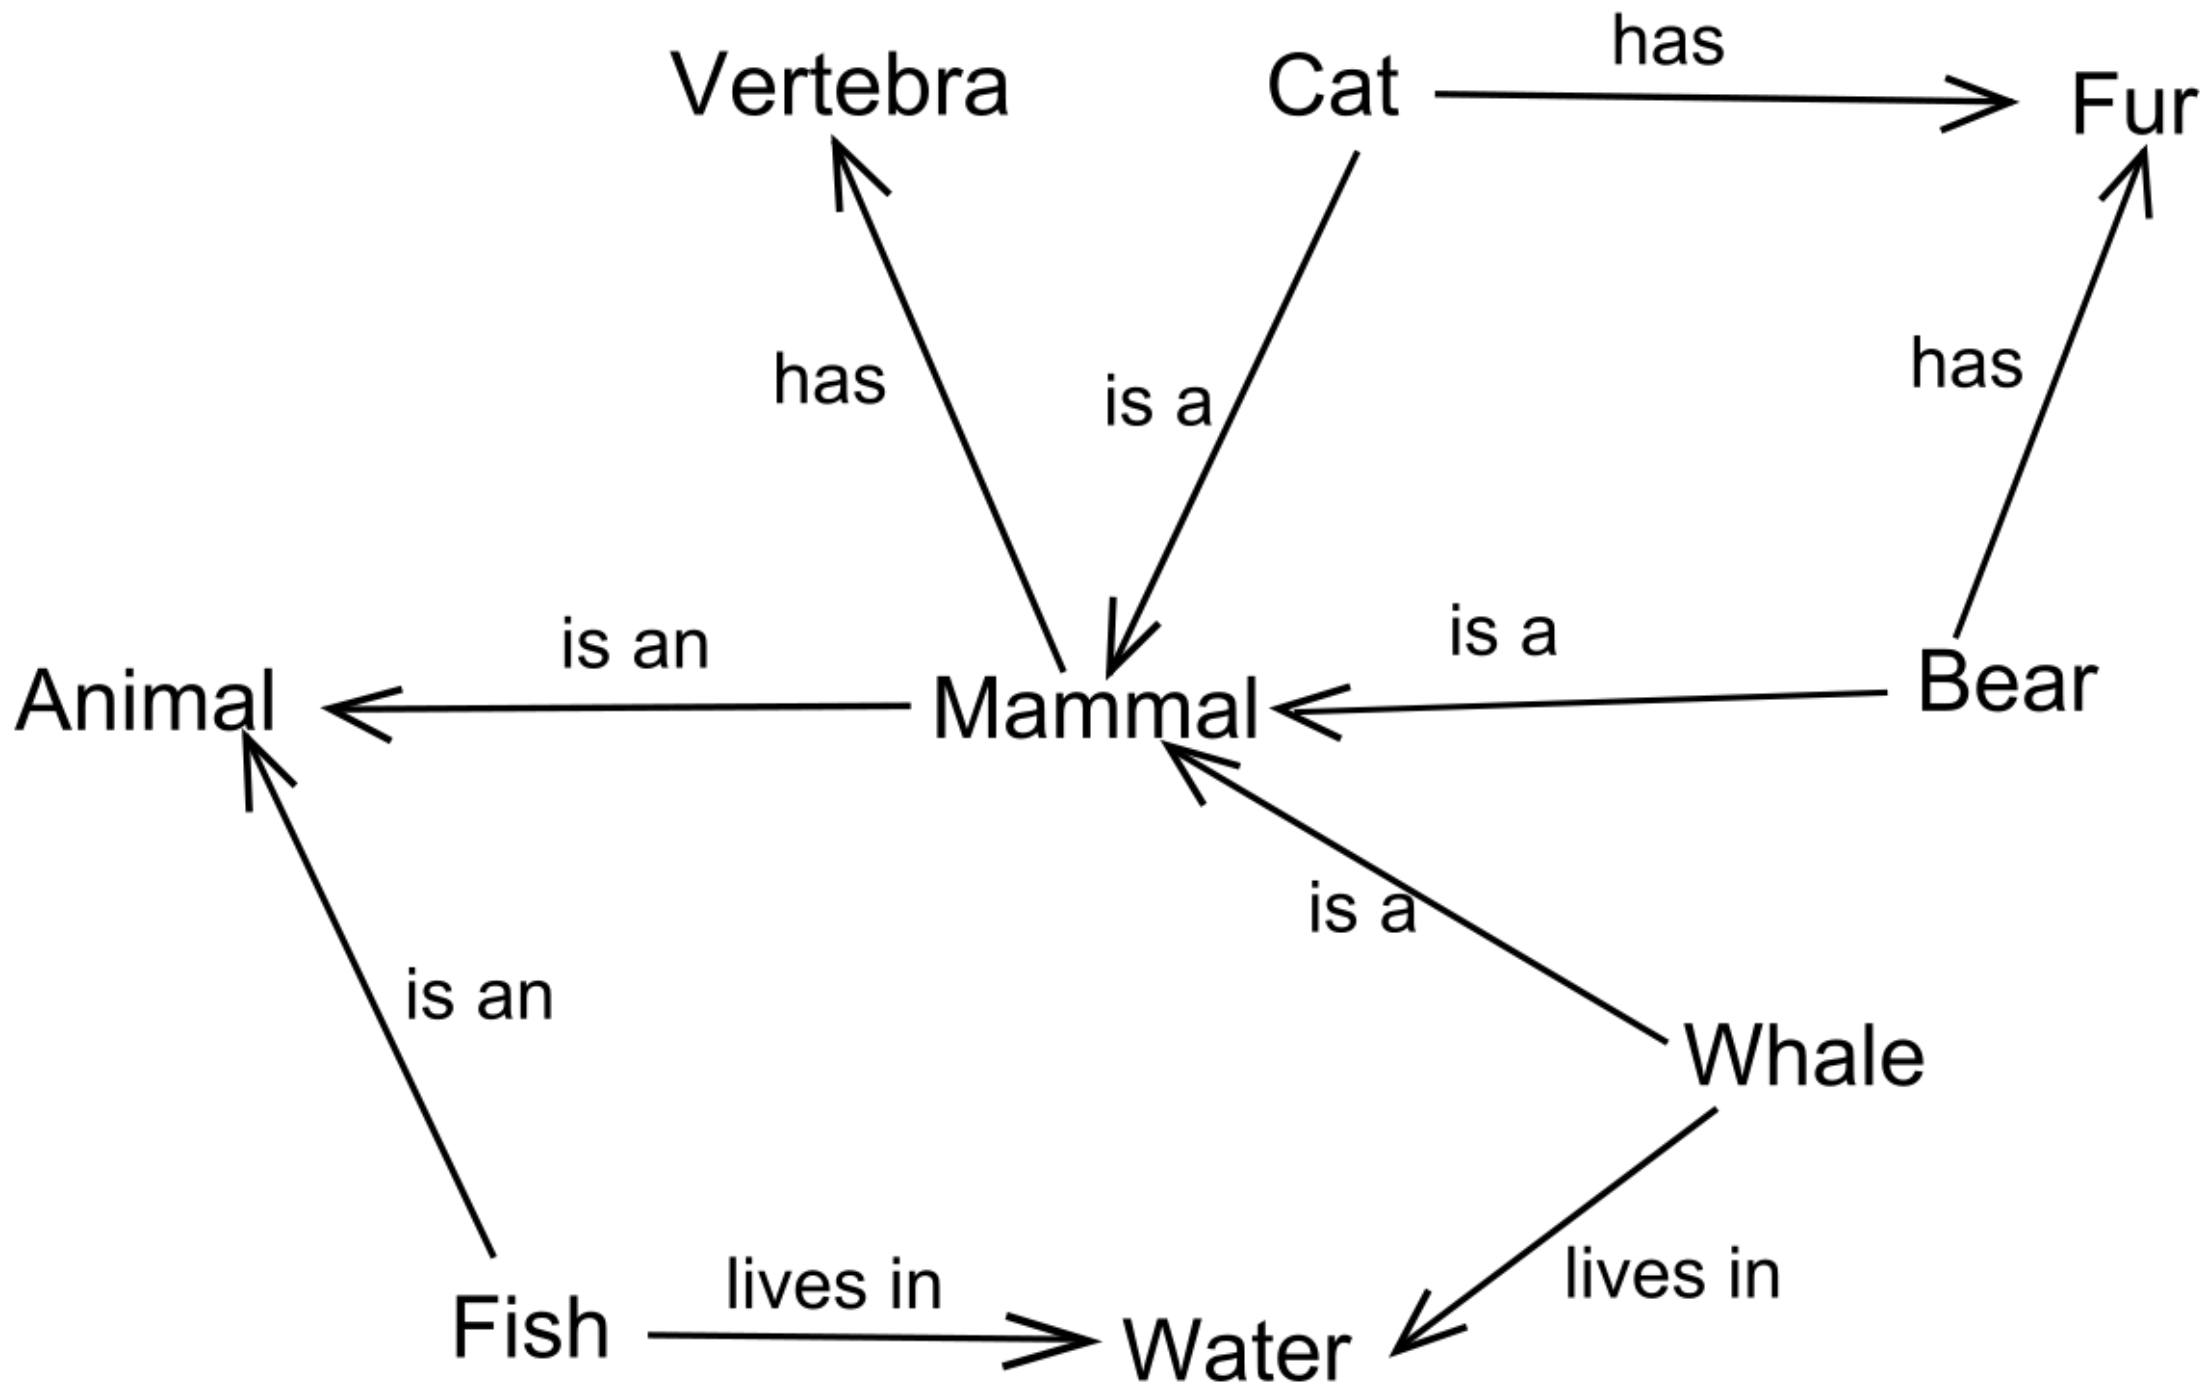 has
Vertebra
Cat
Fur
has
is a
has
is an
is a
Animal
Mammal
Bear
is a
is an
Whale
lives in
lives in
Fish
Water